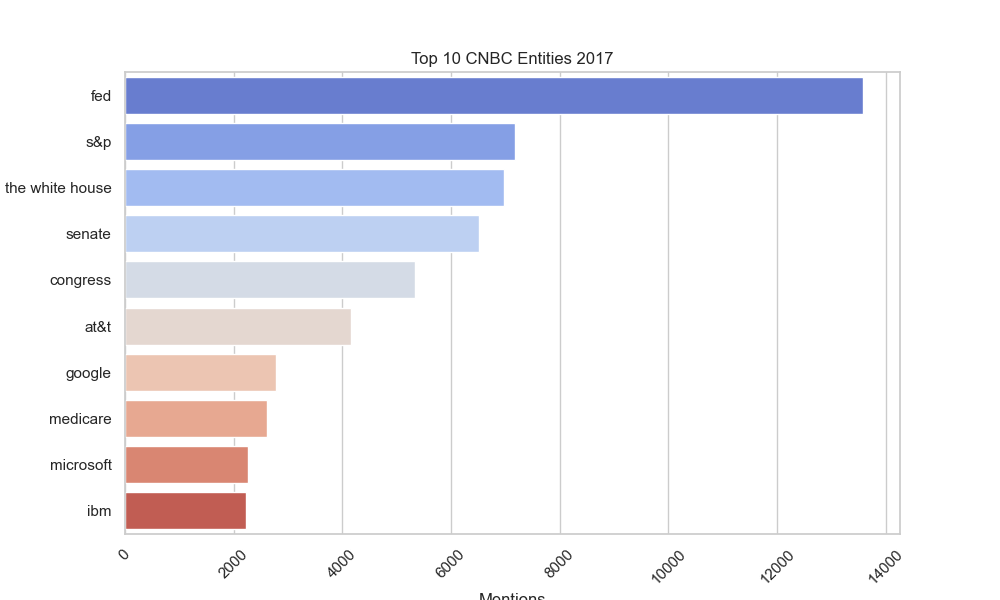 Top 10 CNBC Entities 2017
fed
s&p
the white house
senate
congress
at&t
google
medicare
microsoft
ibm
0
2000
4000
6000
8000
10000
12000
14000
Mentions